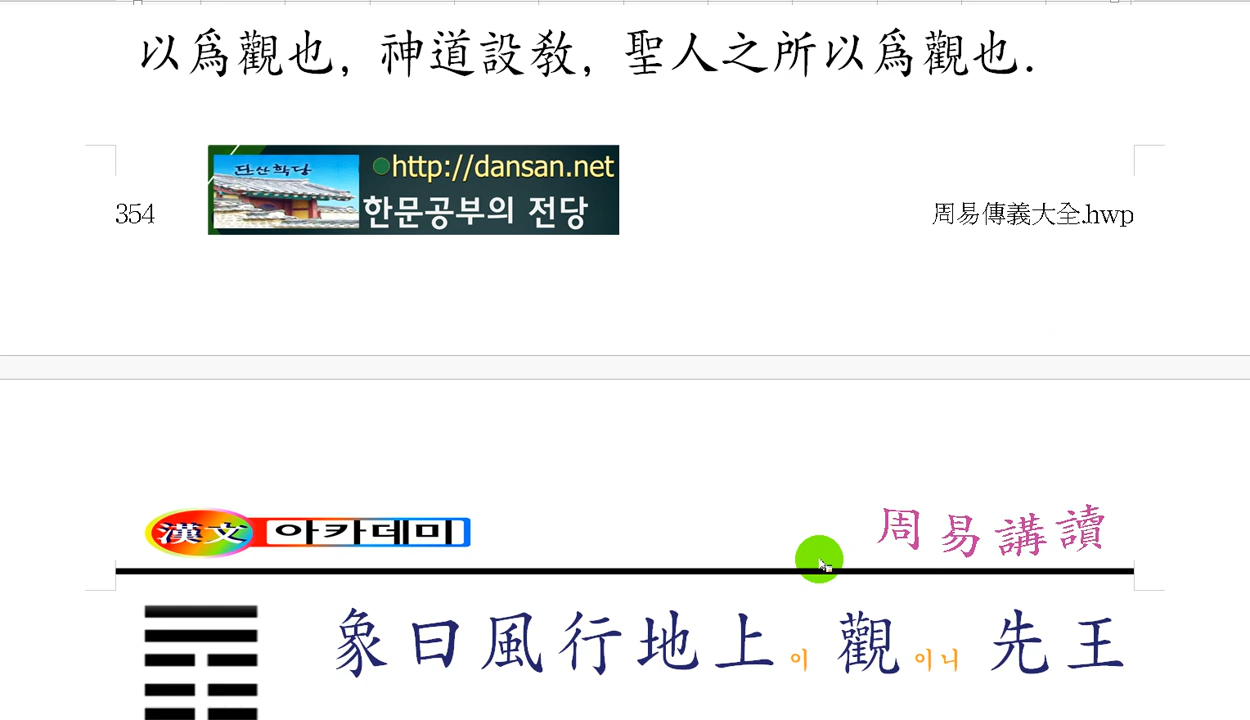 以爲觀也, 神道設敎, 聖人之所以爲觀也.
단산학당
http://dansan.net
한문공부의 전당
354
周易傳義大全.hwp
漢文 아카데미
周易講讀
象曰風行地上이 觀이니 先王